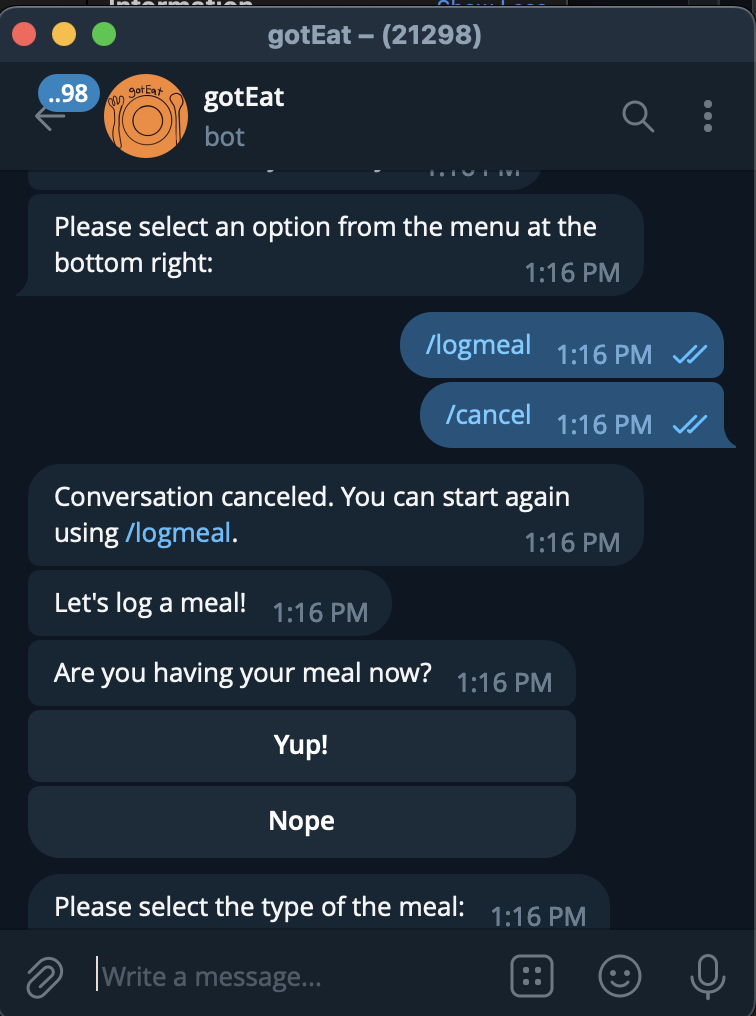 Show Less
gotEat – (21298)
..98
gotEat
gotEat
bot
Please select an option from the menu at the
bottom right:
1:16 PM
/logmeal 1:16 PM
/cancel 1:16 PM
Conversation canceled. You can start again
using /logmeal.
1:16 PM
Let's log a meal! 1:16 PM
Are you having your meal now? 1:16 PM
Yup!
Nope
Please select the type of the meal: 1:16 PM
Write a message...